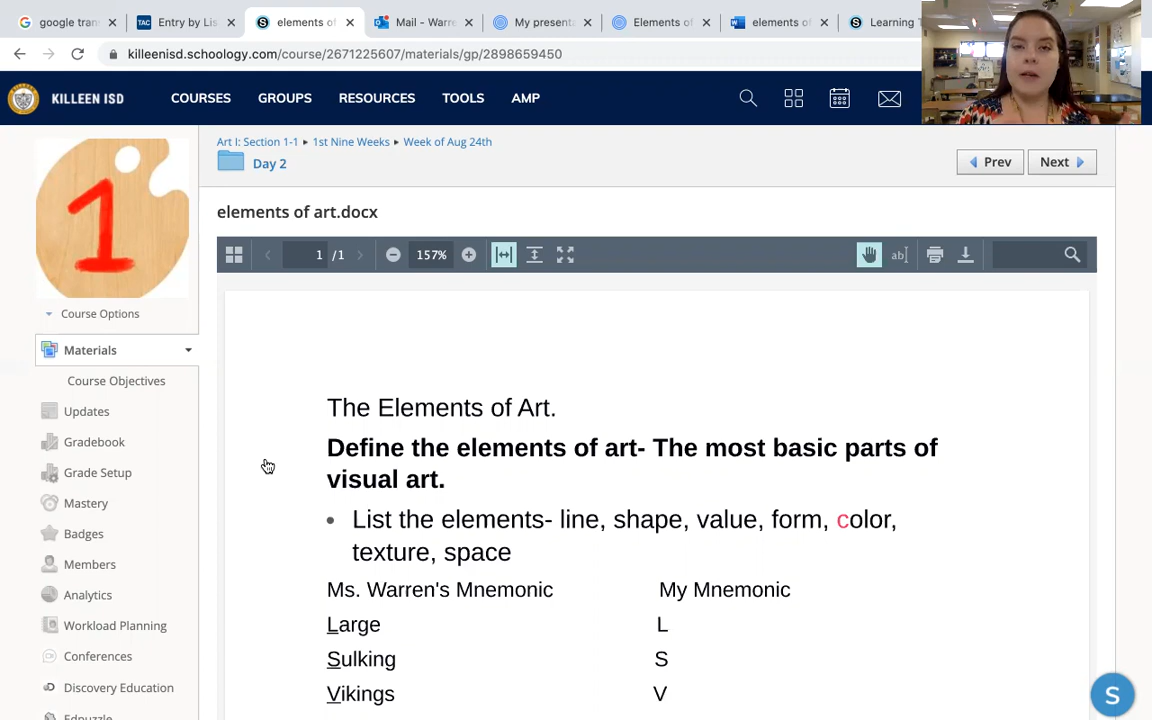 google tran
Entry by Lis
elements of
Mail - Warre
My presenta
Elements of
elements of
Learning T
killeenisd.schoology.com/course/2671225607/materials/gp/2898659450
KILLEEN ISD
COURSES
GROUPS
RESOURCES
TOOLS
AMP
Art I: Section 1-1 ▸ 1st Nine Weeks ▸ Week of Aug 24th
Day 2
Prev
Next
elements of art.docx
1 /1
157%
1
Course Options
Materials
Course Objectives
Updates
Gradebook
Grade Setup
Mastery
Badges
Members
Analytics
Workload Planning
Conferences
Discovery Education
Edpuzzle
The Elements of Art.
Define the elements of art- The most basic parts of
visual art.
• List the elements- line, shape, value, form, color,
texture, space
Ms. Warren's Mnemonic My Mnemonic
Large L
Sulking S
Vikings V
S